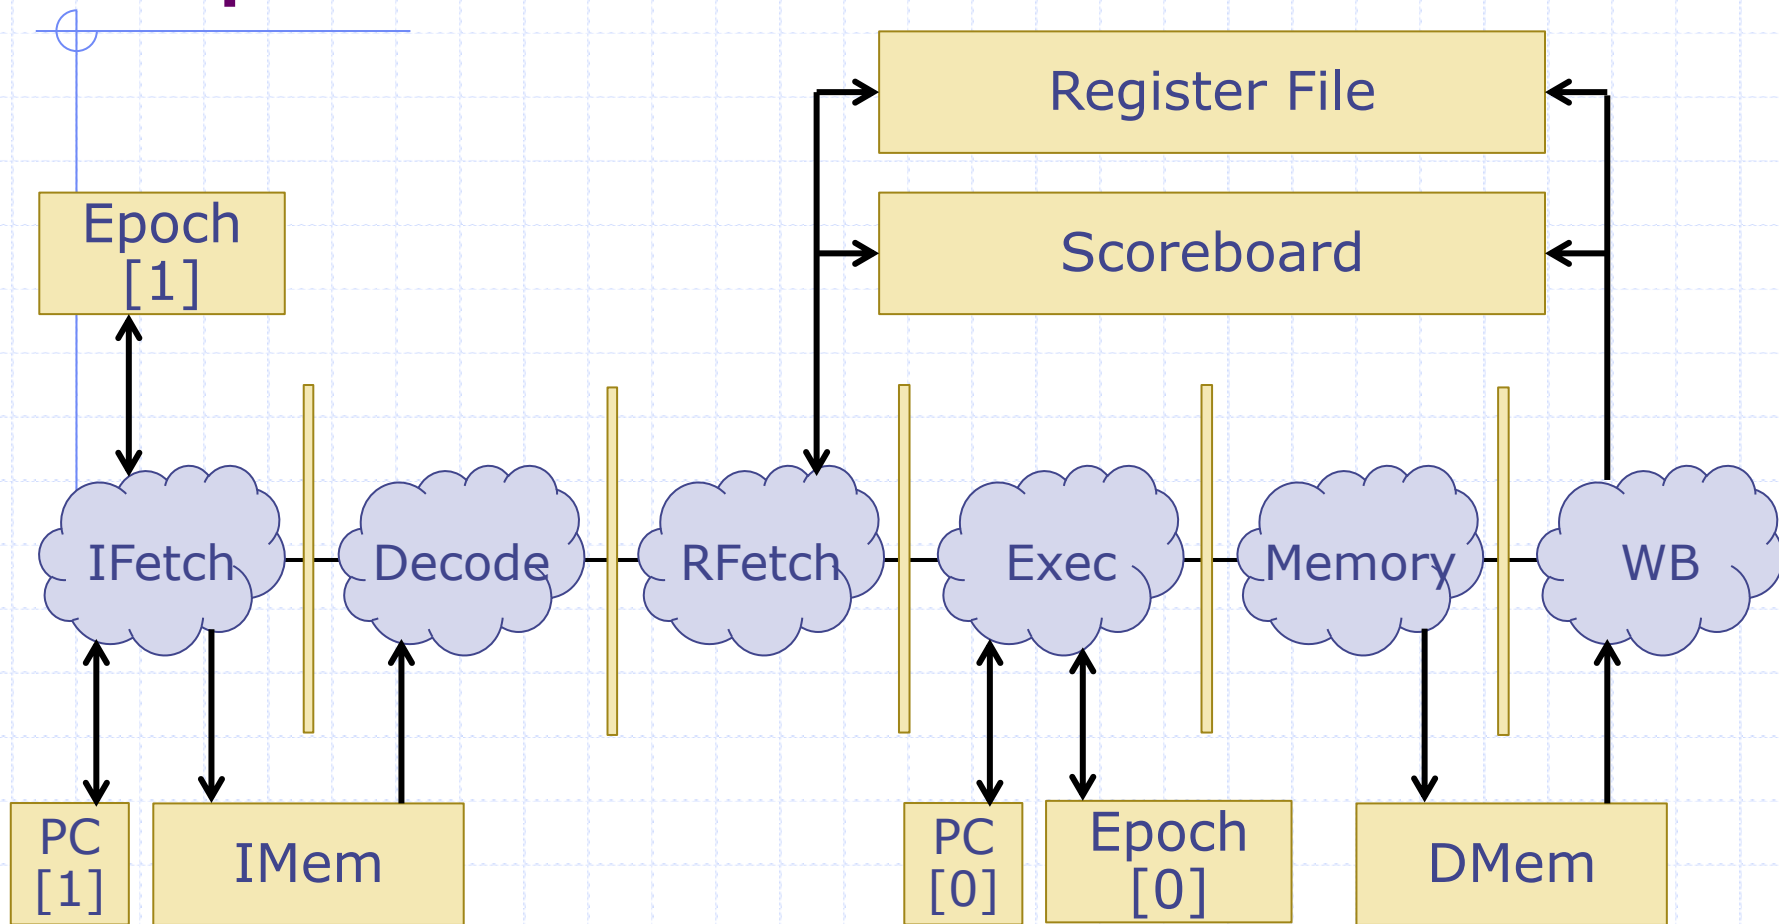 Register File
Epoch
[1]
Scoreboard
IFetch
Decode
RFetch
Exec
Memory
WB
PC
[1]
IMem
PC
[0]
Epoch
[0]
DMem